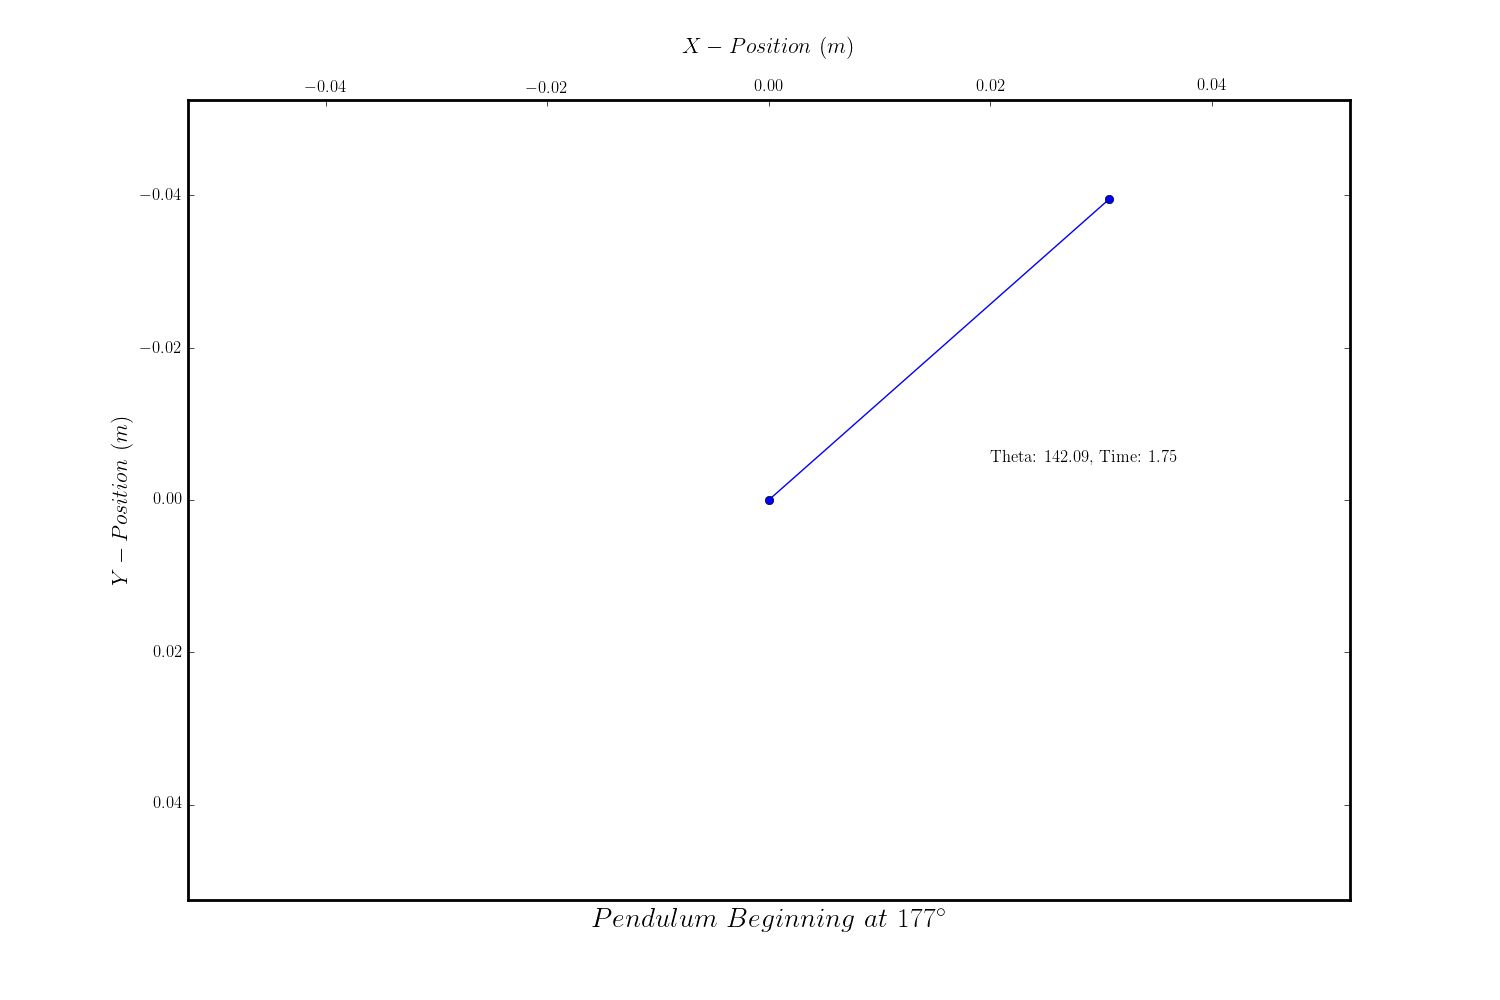 X − Position (m)
−0.04 −0.02 0.00 0.02 0.04
−0.04
−0.02
Y − Position (m)
Theta: 142.09, Time: 1.75
0.00
0.02
0.04
Pendulum Beginning at 177°